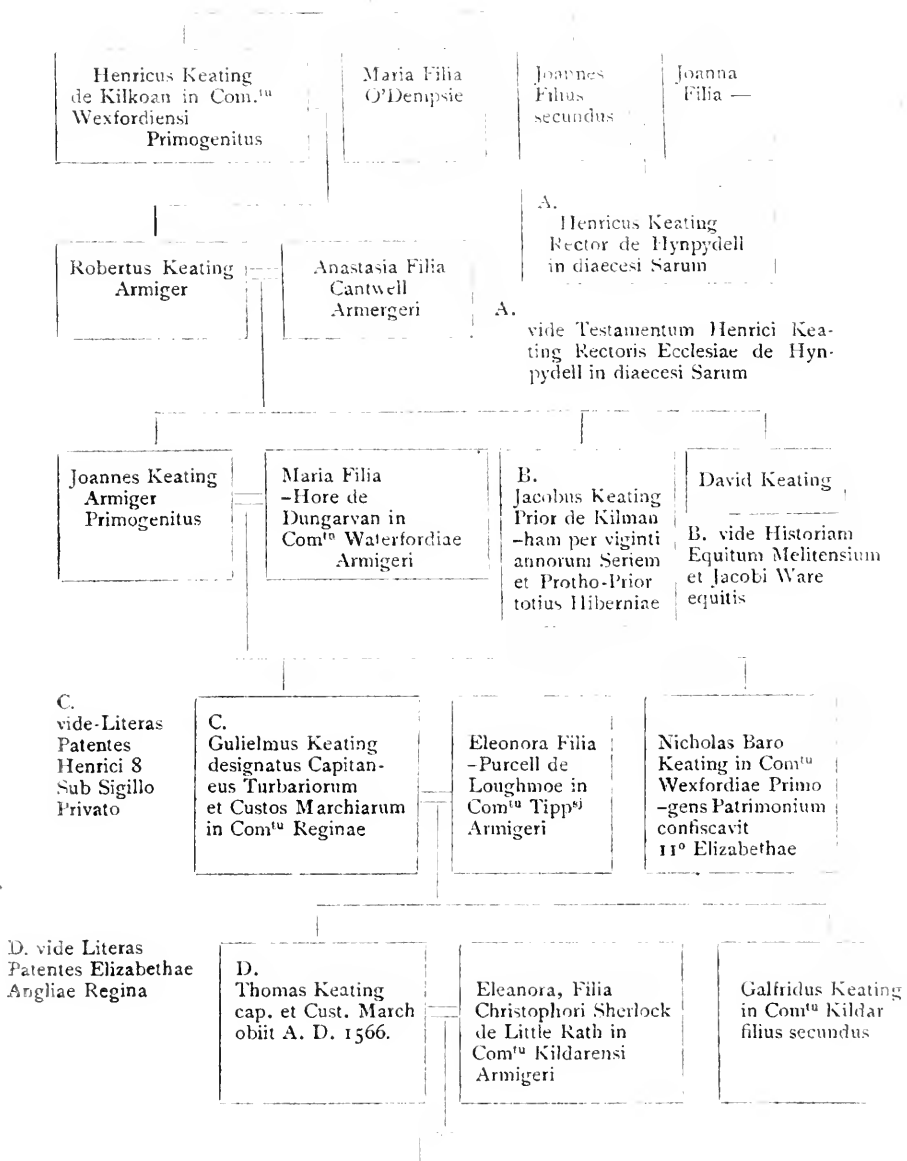 Henricus Keating
de Kilkoan in Com.tu
Wexfordiensi
Primogenitus
Maria Filia
O'Dempsie
Joannes
Filius
secundus
Joanna
Filia —
A.
Henricus Keating
Rector de Hynpydell
in diaecesi Sarum
Robertus Keating
Armiger
Anastasia Filia
Cantwell
Armergeri
A.
vide Testamentum Henrici Kea-
ting Rectoris Ecclesiae de Hyn-
pydell in diaecesi Sarum
Joannes Keating
Armiger
Primogenitus
Maria Filia
-Hore de
Dungarvan in
Comtu Waterfordiae
Armigeri
B.
Jacobus Keating
Prior de Kilman
-ham per viginti
annorum Seriem
et Protho-Prior
totius Hiberniae
David Keating
B. vide Historiam
Equitum Melitensium
et Jacobi Ware
equitis
C.
vide-Literas
Patentes
Henrici 8
Sub Sigillo
Privato
C.
Gulielmus Keating
designatus Capitan-
eus Turbariorum
et Custos Marchiarum
in Comtu Reginae
Eleonora Filia
-Purcell de
Loughmoe in
Comtu Tippsj
Armigeri
Nicholas Baro
Keating in Comtu
Wexfordiae Primo
-gens Patrimonium
confiscavit
11º Elizabethae
D. vide Literas
Patentes Elizabethae
Angliae Regina
D.
Thomas Keating
cap. et Cust. March
obiit A. D. 1566.
Eleanora, Filia
Christophori Sherlock
de Little Rath in
Comtu Kildarensi
Armigeri
Galfridus Keating
in Comtu Kildar
filius secundus